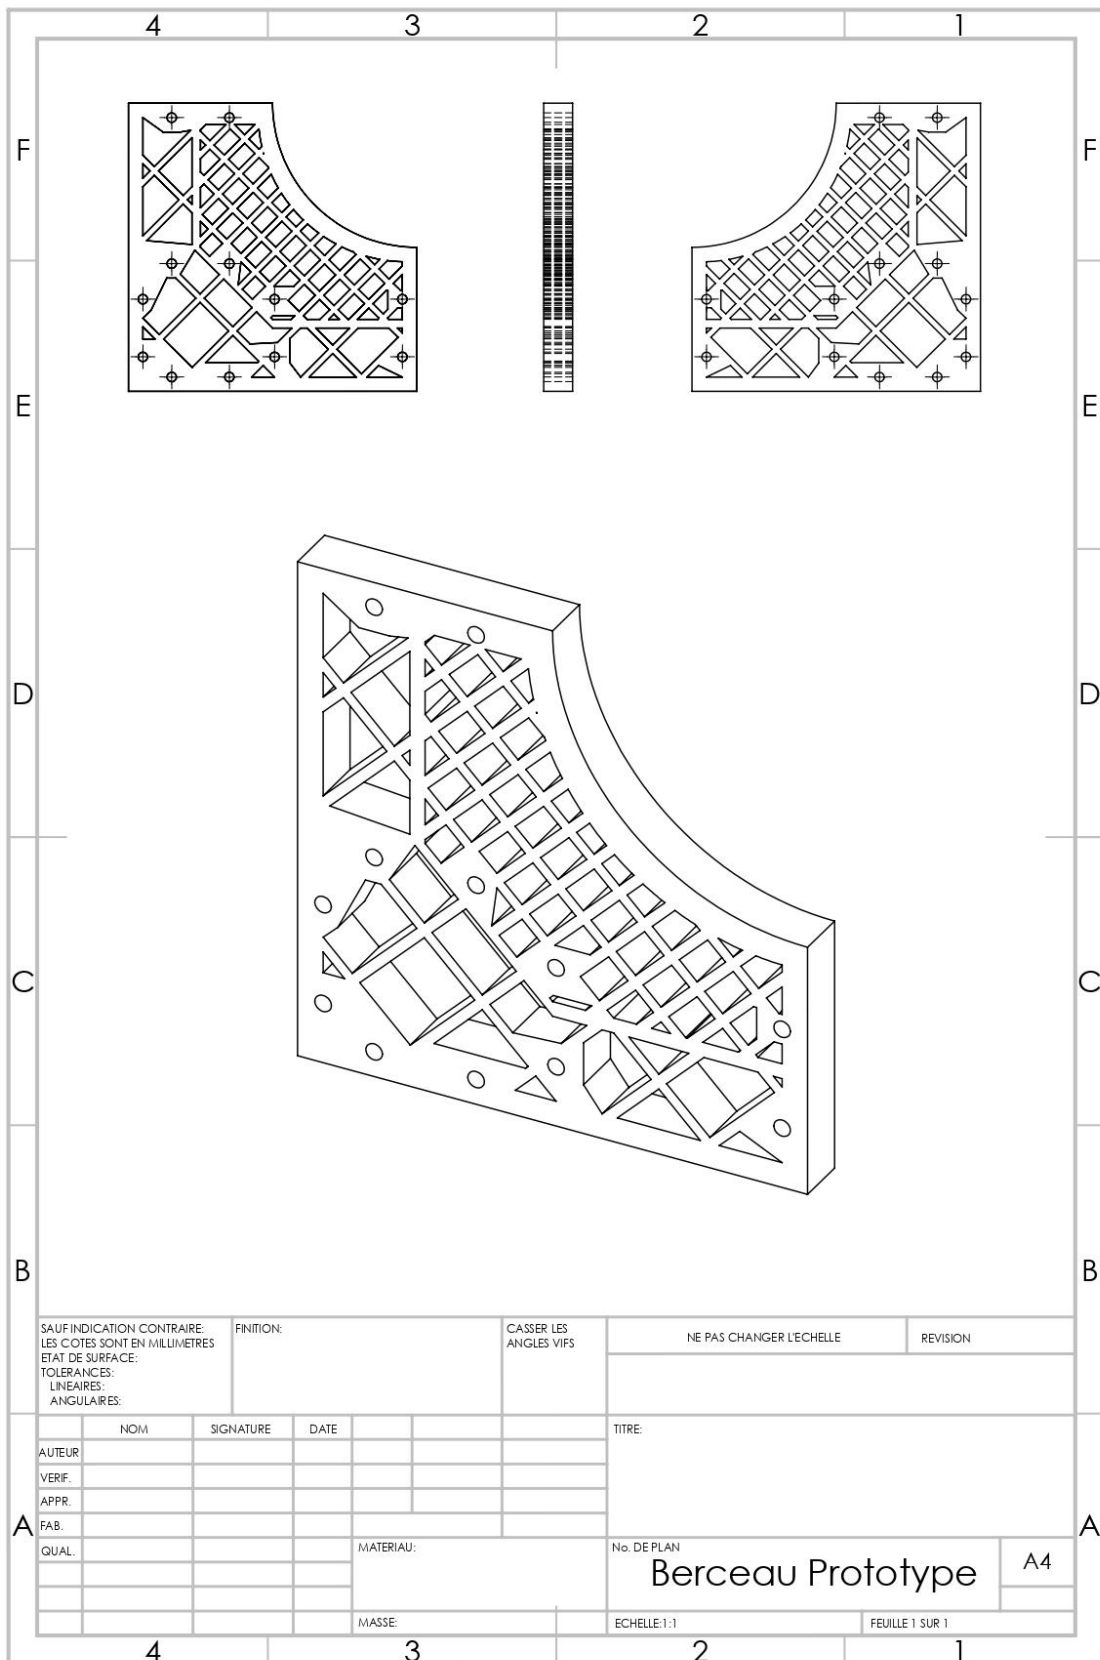 4 3 2 1
F F
E E
D D
C C
B B
SAUF INDICATION CONTRAIRE:
LES COTES SONT EN MILLIMETRES
ETAT DE SURFACE:
TOLERANCES:
LINEAIRES:
ANGULAIRES:
FINITION:
CASSER LES
ANGLES VIFS
NE PAS CHANGER L'ECHELLE
REVISION
NOM SIGNATURE DATE
TITRE:
AUTEUR
VERIF.
APPR.
FAB.
A A
QUAL.
MATERIAU:
No. DE PLAN
Berceau Prototype
A4
MASSE:
ECHELLE:1:1
FEUILLE 1 SUR 1
4 3 2 1